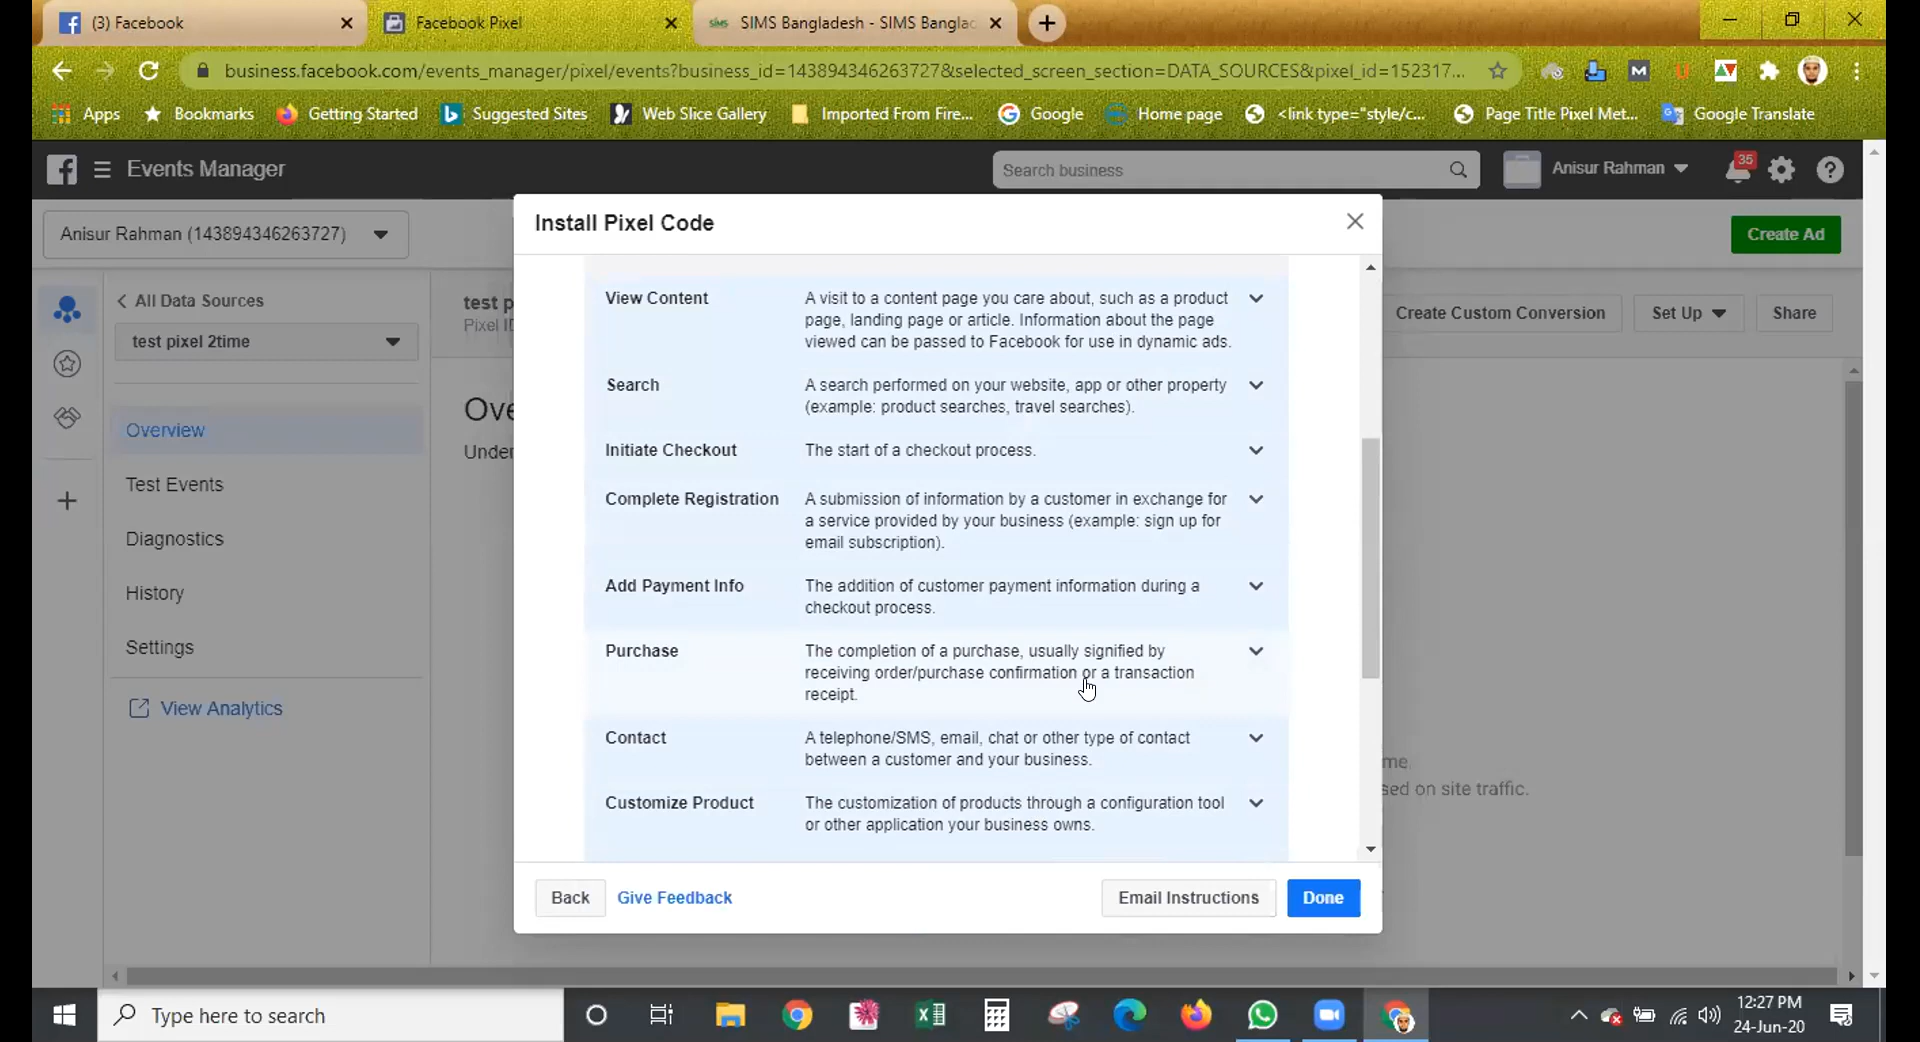 (3) Facebook
Facebook Pixel
SIMS Bangladesh - SIMS Banglad
business.facebook.com/events_manager/pixel/events?business_id=143894346263727&selected_screen_section=DATA_SOURCES&pixel_id=152317...
Apps
Bookmarks
Getting Started
Suggested Sites
Web Slice Gallery
Imported From Fire...
Google
Home page
<link type="style/c...
Page Title Pixel Met...
Google Translate
Events Manager
Search business
Anisur Rahman
35
Anisur Rahman (143894346263727)
Create Ad
All Data Sources
test pixel 2time
Overview
Test Events
Diagnostics
History
Settings
View Analytics
test p
Pixel ID
Create Custom Conversion
Set Up
Share
Ove
Under
me.
sed on site traffic.
Install Pixel Code
View Content
A visit to a content page you care about, such as a product
page, landing page or article. Information about the page
viewed can be passed to Facebook for use in dynamic ads.
Search
A search performed on your website, app or other property
(example: product searches, travel searches).
Initiate Checkout
The start of a checkout process.
Complete Registration
A submission of information by a customer in exchange for
a service provided by your business (example: sign up for
email subscription).
Add Payment Info
The addition of customer payment information during a
checkout process.
Purchase
The completion of a purchase, usually signified by
receiving order/purchase confirmation or a transaction
receipt.
Contact
A telephone/SMS, email, chat or other type of contact
between a customer and your business.
Customize Product
The customization of products through a configuration tool
or other application your business owns.
Back
Give Feedback
Email Instructions
Done
Type here to search
12:27 PM
24-Jun-20